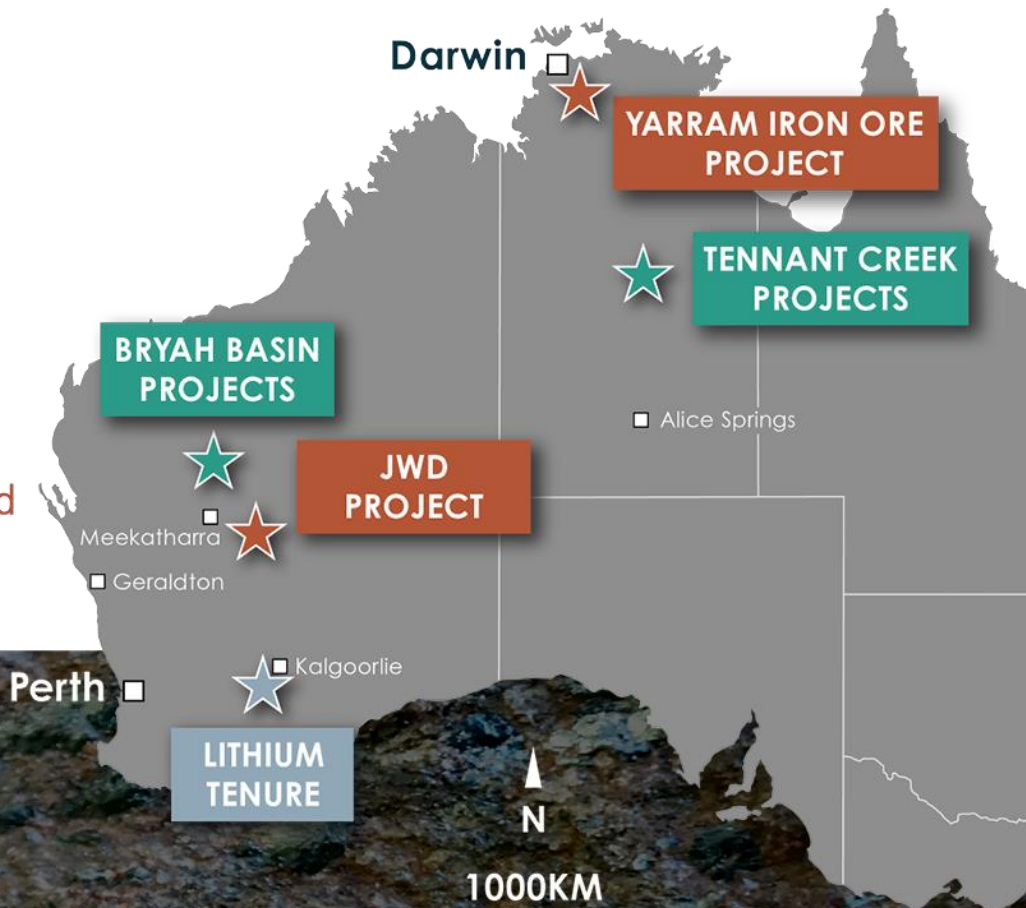 Darwin
YARRAM IRON ORE
PROJECT
TENNANT CREEK
PROJECTS
BRYAH BASIN
PROJECTS
Alice Springs
JWD
PROJECT
d
Meekatharra
Geraldton
Kalgoorlie
Perth
LITHIUM
TENURE
N
1000KM